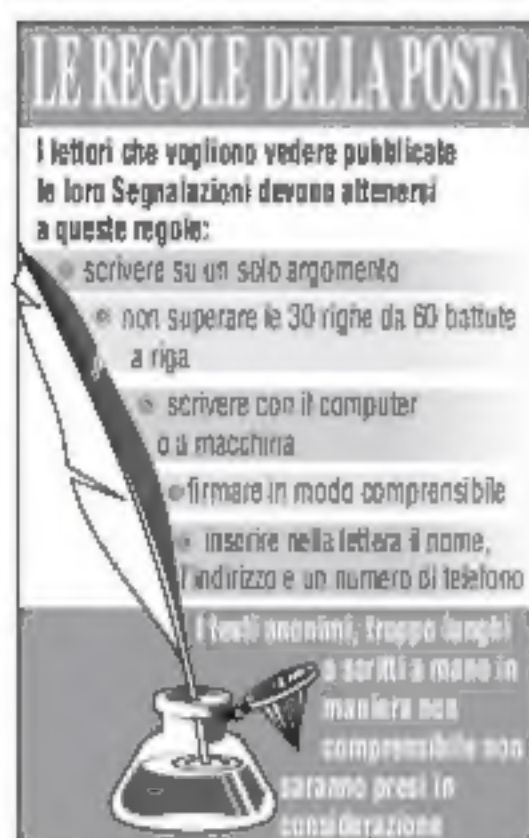 LE REGOLE DELLA POSTA
I lettori che vogliono vedere pubblicate
le loro Segnalazioni devono attenersi
a queste regole:
scrivere su un solo argomento
non superare le 30 righe da 60 battute
a riga
scrivere con il computer
o a macchina
firmare in modo comprensibile
inserire nella lettera il nome,
l'indirizzo e un numero di telefono
I testi anonimi, troppo lunghi
o scritti a mano in
maniera non
comprensibile non
saranno presi in
considerazione